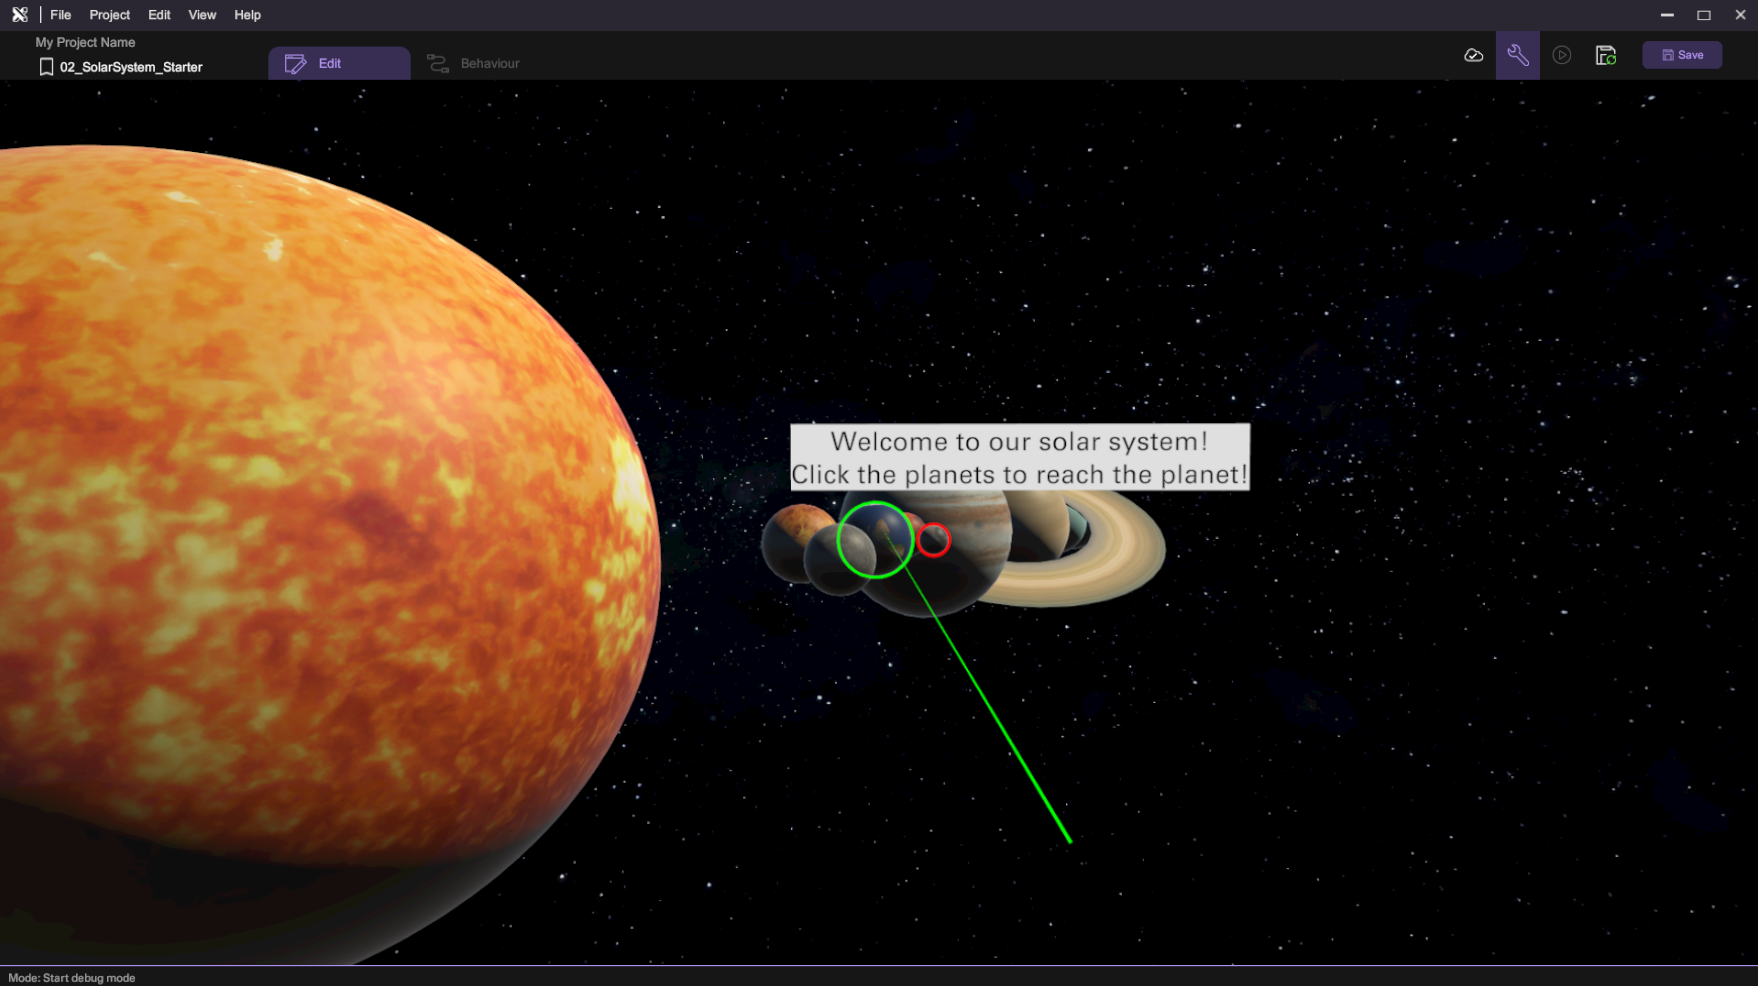 File Project Edit View Help
My Project Name
02_SolarSystem_Starter
Edit
Behaviour
Save
Welcome to our solar system!
Click the planets to reach the planet!
Mode: Start debug mode